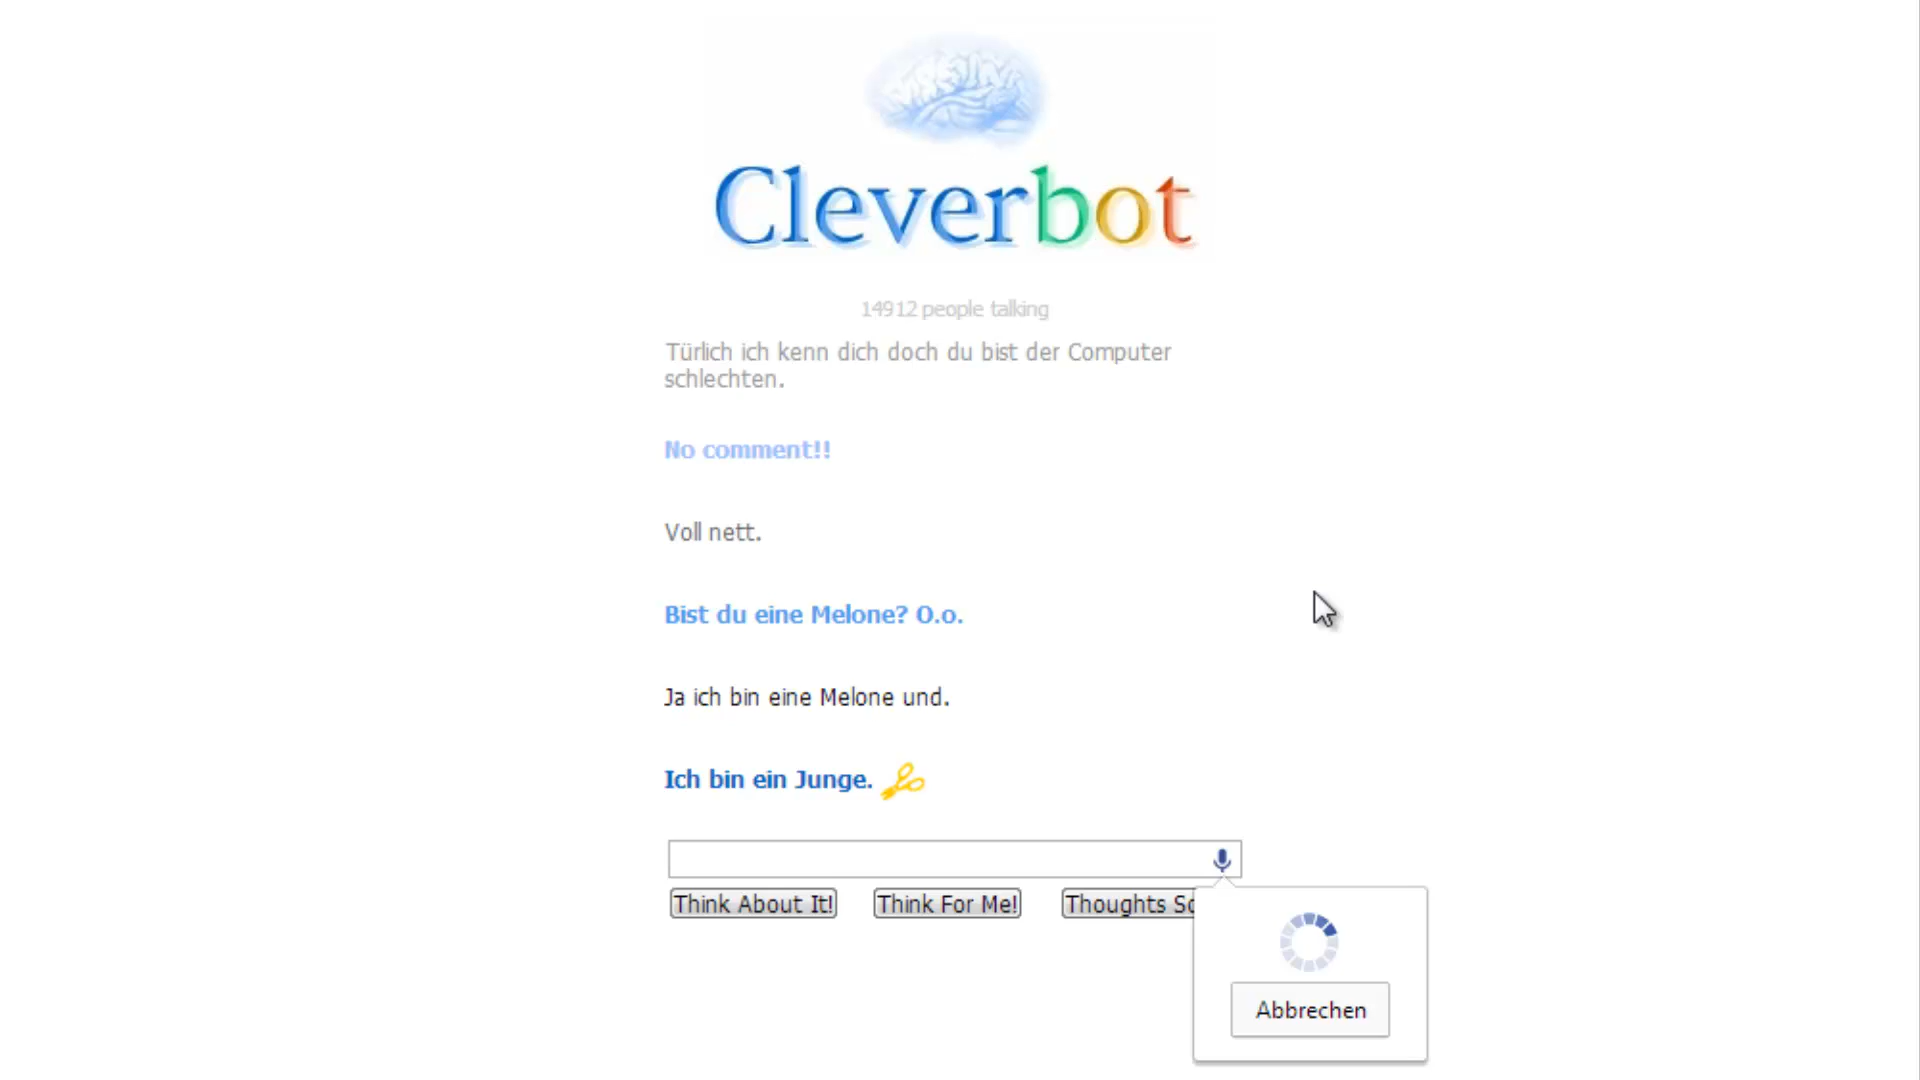 Cleverbot
14912 people talking
Türlich ich kenn dich doch du bist der Computer
schlechten.
No comment!!
Voll nett.
Bist du eine Melone? O.o.
Ja ich bin eine Melone und.
Ich bin ein Junge.
Think About It! Think For Me! Thoughts So
Abbrechen